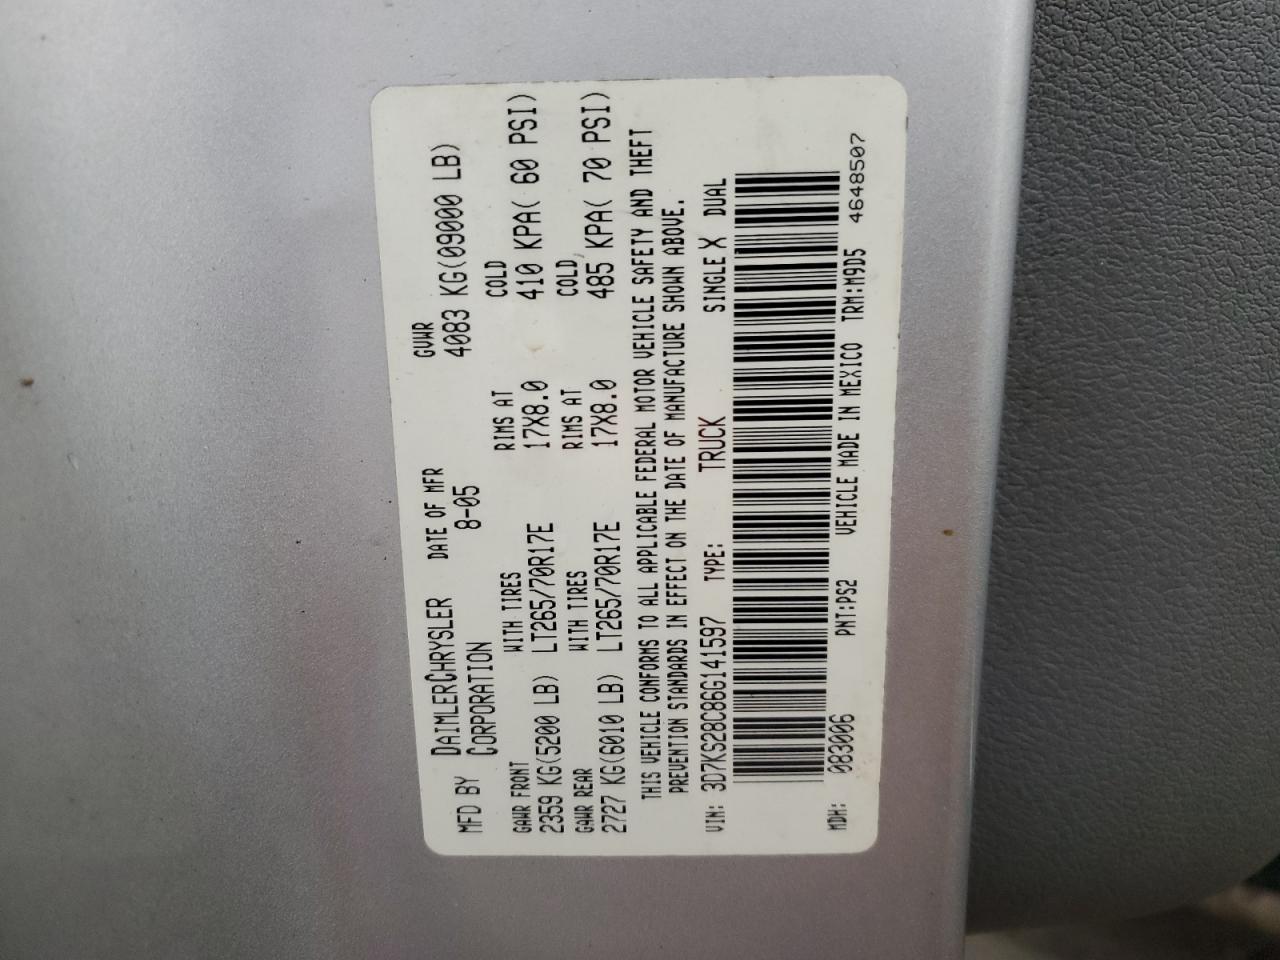 MFD BY DAIMLERCHRYSLER CORPORATION DATE OF MFR 8-05 GVWR 4083 KG(09000 LB)
GAWR FRONT WITH TIRES RIMS AT COLD
2359 KG(5200 LB) LT265/70R17E 17X8.0 410 KPA( 60 PSI)
GAWR REAR WITH TIRES RIMS AT COLD
2727 KG(6010 LB) LT265/70R17E 17X8.0 485 KPA( 70 PSI)
THIS VEHICLE CONFORMS TO ALL APPLICABLE FEDERAL MOTOR VEHICLE SAFETY AND THEFT
PREVENTION STANDARDS IN EFFECT ON THE DATE OF MANUFACTURE SHOWN ABOVE.
VIN: 3D7KS28C86G141597 TYPE: TRUCK SINGLE X DUAL
MDH: 083006 PNT:PS2 VEHICLE MADE IN MEXICO TRM:M9D5 4648507